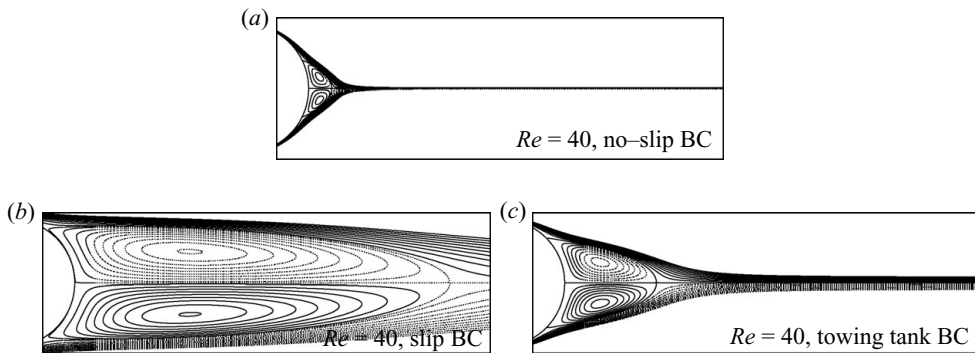 (a)
Re = 40, no–slip BC
(b)
Re = 40, slip BC
(c)
Re = 40, towing tank BC